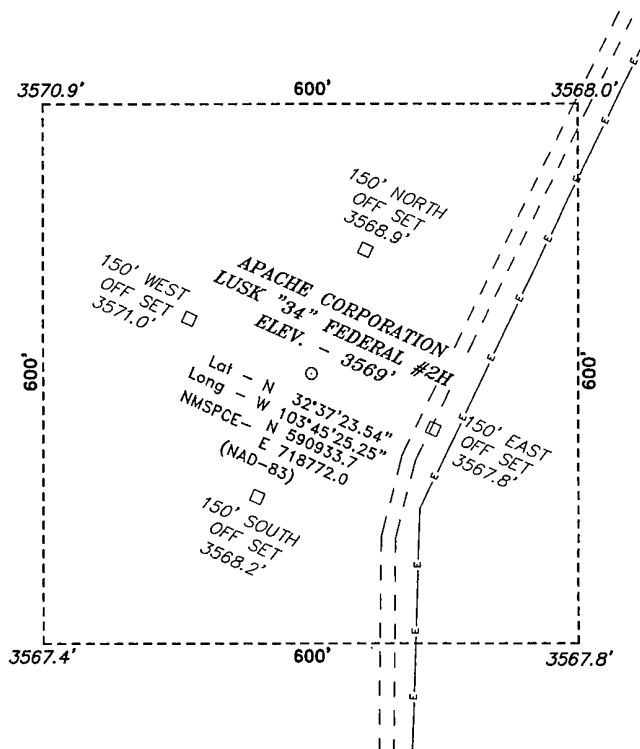 3570.9'
600'
3568.0'
150' NORTH
OFF SET
3568.9'
150' WEST
OFF SET
3571.0'
APACHE CORPORATION
LUSK "34" FEDERAL #2H
ELEV. - 3569'
600'
600'
Lat - N 32°37'23.54"
Long - W 103°45'25.25"
NMSPCE- N 590933.7
E 718772.0
(NAD-83)
150' EAST
OFF SET
3567.8'
150' SOUTH
OFF SET
3568.2'
3567.4'
600'
3567.8'
E
E
E
E
E
E
E
E
E